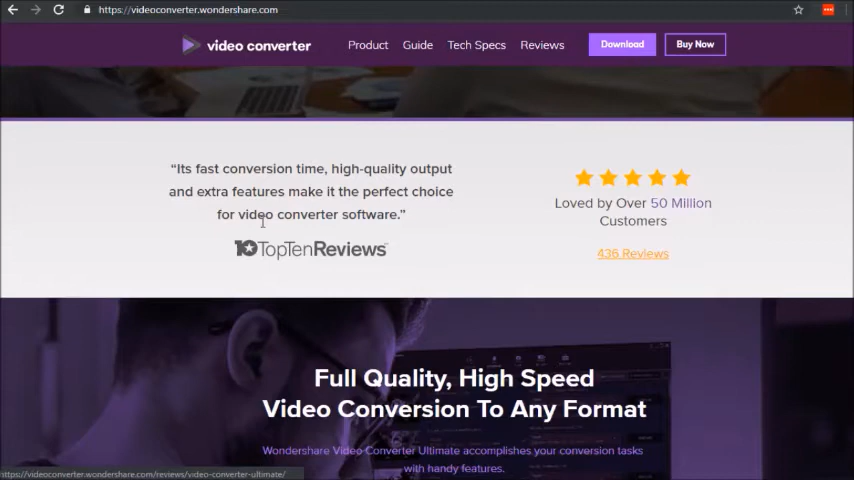 https://videoconverter.wondershare.com
video converter
Product
Guide
Tech Specs
Reviews
Download
Buy Now
“Its fast conversion time, high-quality output
and extra features make it the perfect choice
for video converter software.”
10TopTenReviews
Loved by Over 50 Million
Customers
436 Reviews
Full Quality, High Speed
Video Conversion To Any Format
Wondershare Video Converter Ultimate accomplishes your conversion tasks
with handy features.
https://videoconverter.wondershare.com/reviews/video-converter-ultimate/